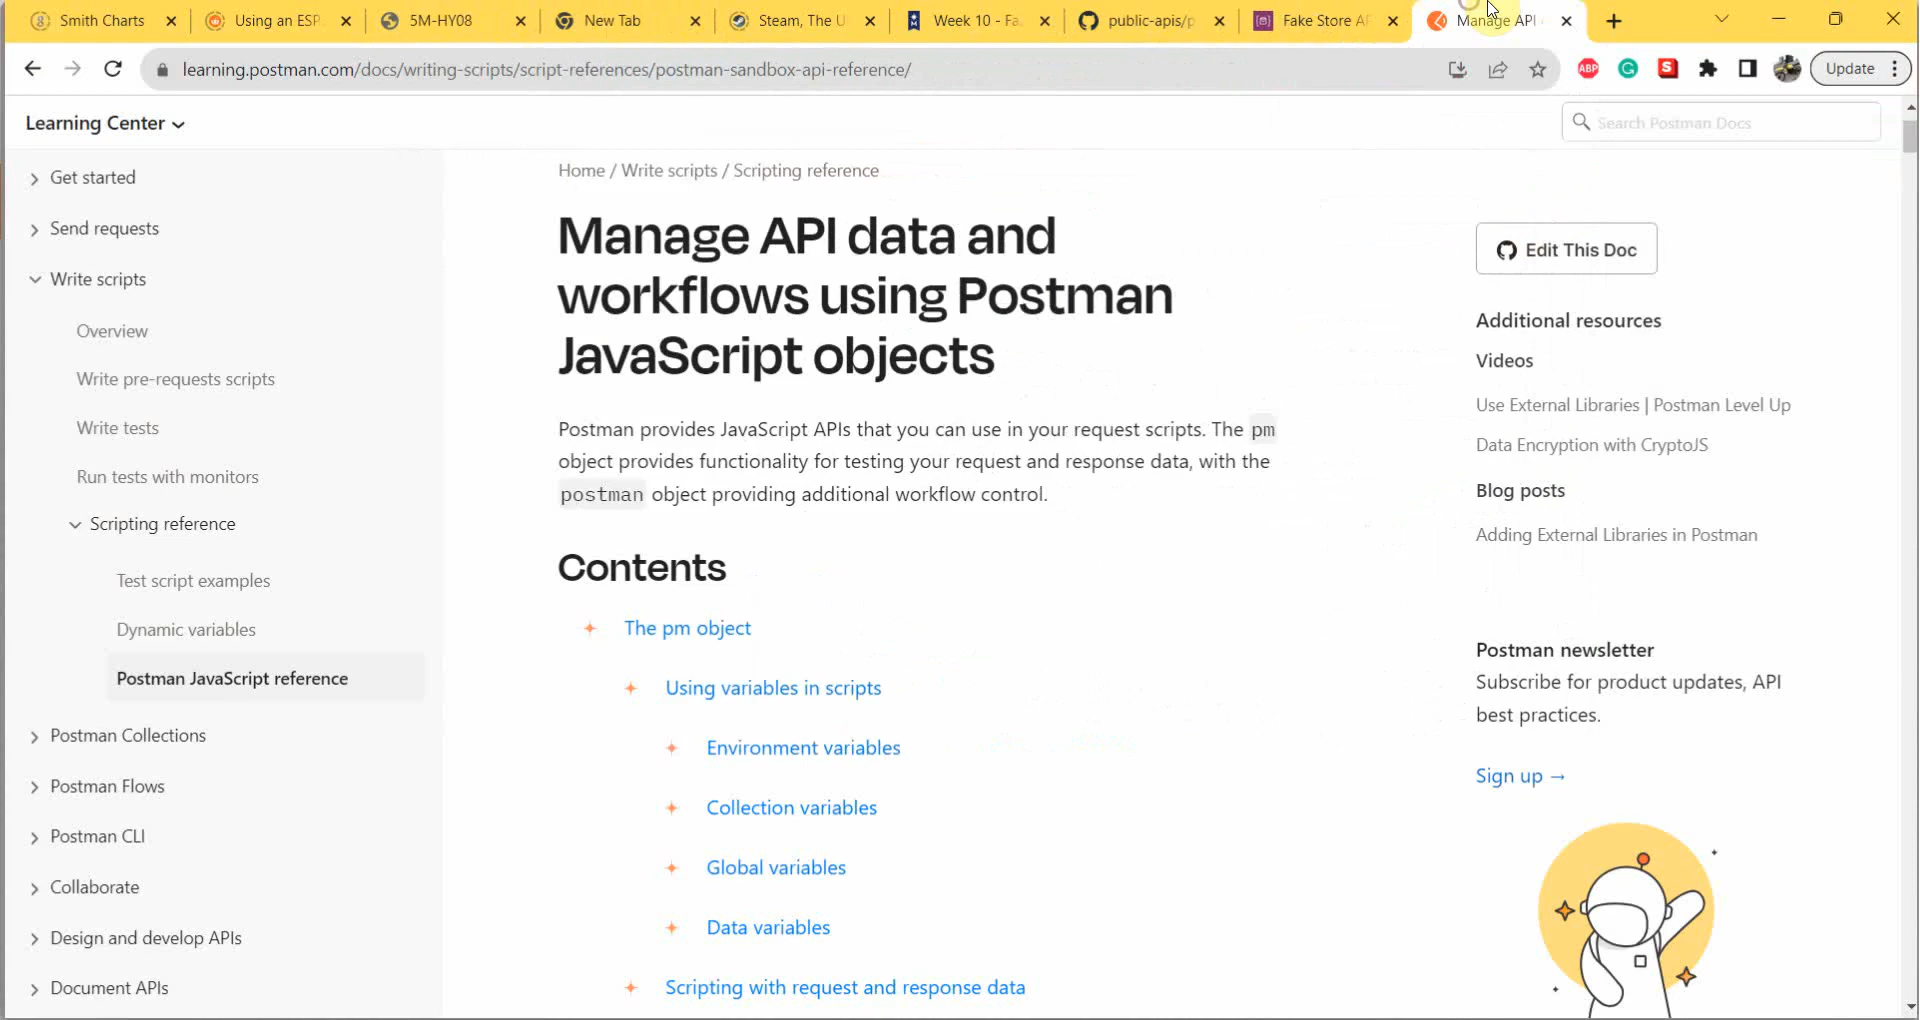 Smith Charts
Using an ESP
5M-HY08
New Tab
Steam, The U
Week 10 - Fa
public-apis/p
Fake Store AP
Manage API
learning.postman.com/docs/writing-scripts/script-references/postman-sandbox-api-reference/
ABP
Update
Learning Center
Search Postman Docs
Get started
Send requests
Write scripts
Overview
Write pre-requests scripts
Write tests
Run tests with monitors
Scripting reference
Test script examples
Dynamic variables
Postman JavaScript reference
Postman Collections
Postman Flows
Postman CLI
Collaborate
Design and develop APIs
Document APIs
Home / Write scripts / Scripting reference
Manage API data and
workflows using Postman
JavaScript objects
Postman provides JavaScript APIs that you can use in your request scripts. The pm
object provides functionality for testing your request and response data, with the
postman object providing additional workflow control.
Contents
The pm object
Using variables in scripts
Environment variables
Collection variables
Global variables
Data variables
Scripting with request and response data
Edit This Doc
Additional resources
Videos
Use External Libraries | Postman Level Up
Data Encryption with CryptoJS
Blog posts
Adding External Libraries in Postman
Postman newsletter
Subscribe for product updates, API
best practices.
Sign up →